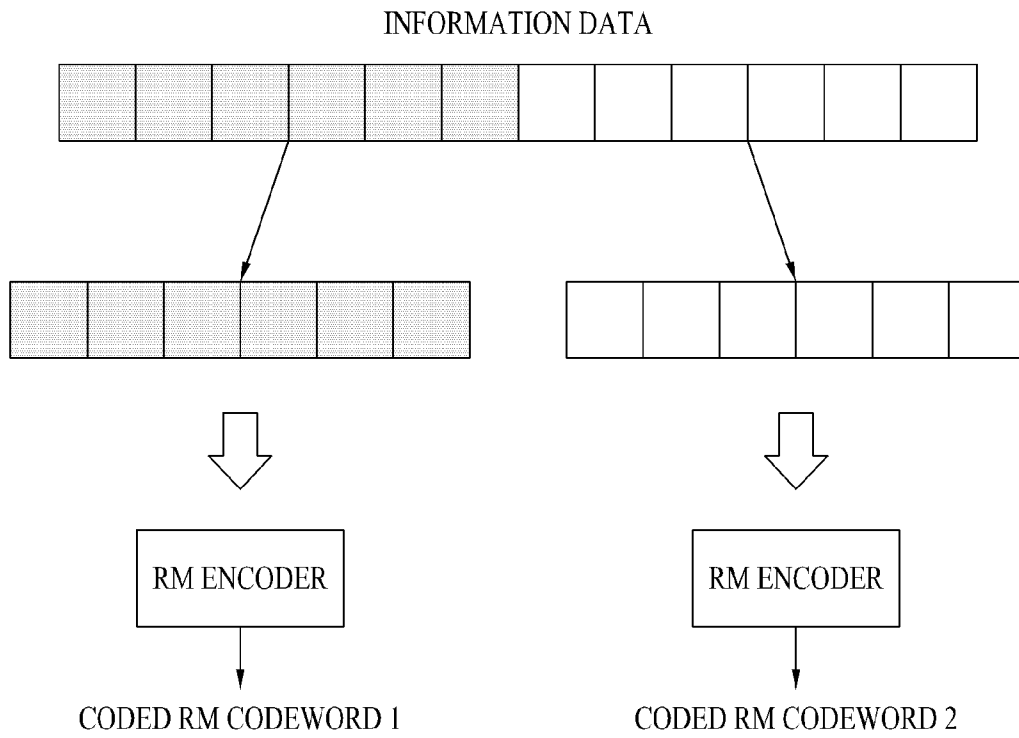 INFORMATION DATA
RM ENCODER
RM ENCODER
CODED RM CODEWORD 1
CODED RM CODEWORD 2